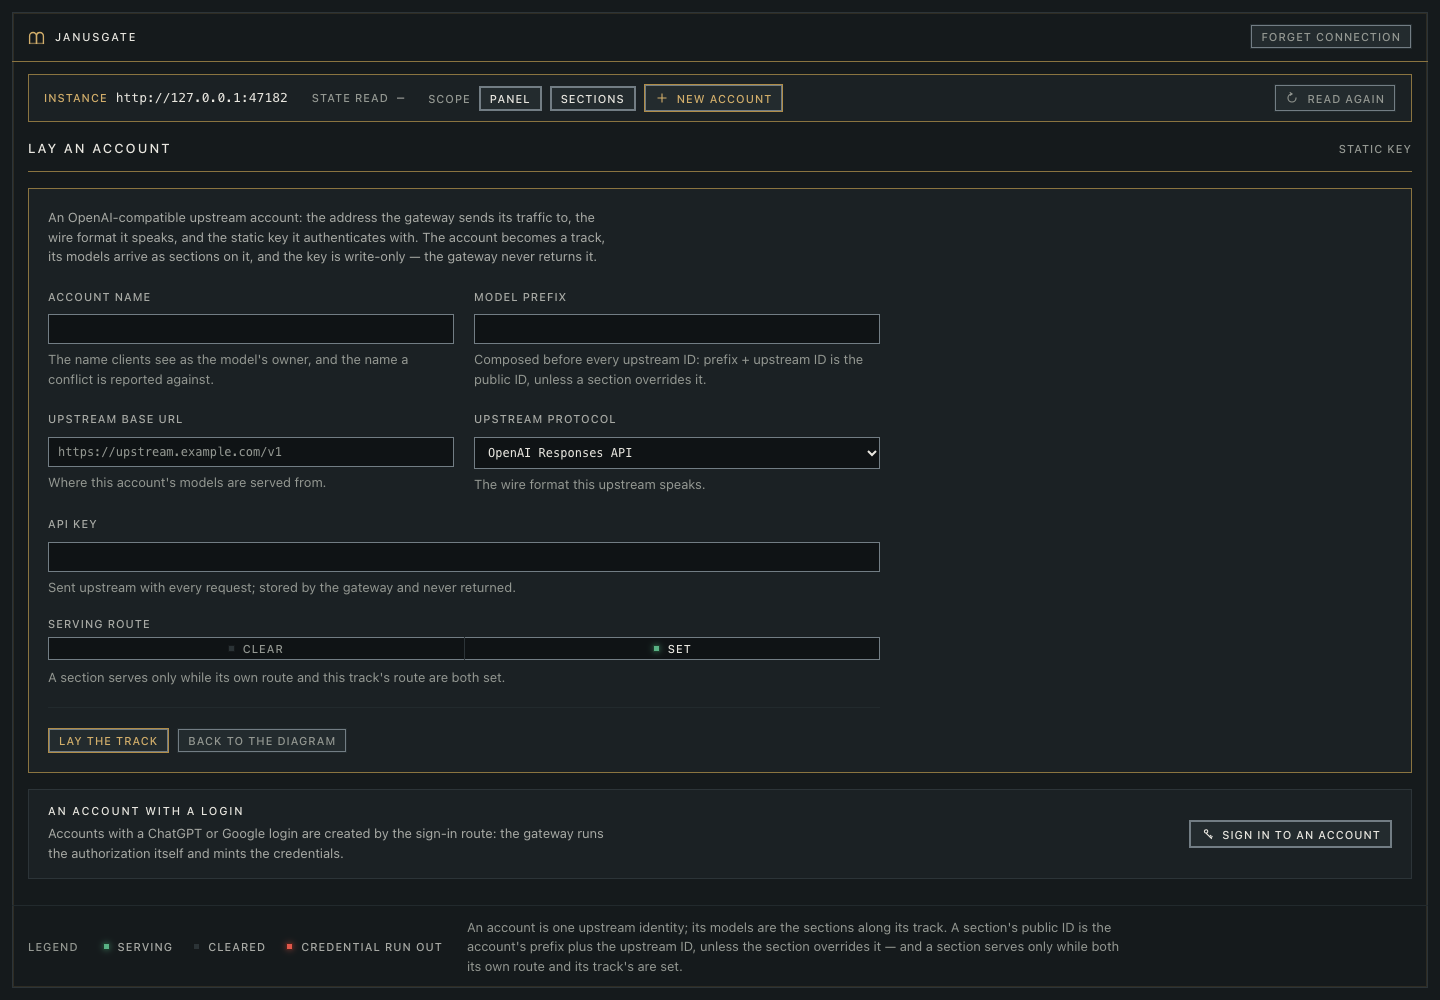 JANUSGATE
FORGET CONNECTION
INSTANCE http://127.0.0.1:47182 STATE READ – SCOPE PANEL SECTIONS + NEW ACCOUNT READ AGAIN
LAY AN ACCOUNT
STATIC KEY
An OpenAI-compatible upstream account: the address the gateway sends its traffic to, the
wire format it speaks, and the static key it authenticates with. The account becomes a track,
its models arrive as sections on it, and the key is write-only — the gateway never returns it.
ACCOUNT NAME
The name clients see as the model's owner, and the name a
conflict is reported against.
MODEL PREFIX
Composed before every upstream ID: prefix + upstream ID is the
public ID, unless a section overrides it.
UPSTREAM BASE URL
https://upstream.example.com/v1
Where this account's models are served from.
UPSTREAM PROTOCOL
OpenAI Responses API
The wire format this upstream speaks.
API KEY
Sent upstream with every request; stored by the gateway and never returned.
SERVING ROUTE
CLEAR SET
A section serves only while its own route and this track's route are both set.
LAY THE TRACK BACK TO THE DIAGRAM
AN ACCOUNT WITH A LOGIN
Accounts with a ChatGPT or Google login are created by the sign-in route: the gateway runs
the authorization itself and mints the credentials.
SIGN IN TO AN ACCOUNT
LEGEND SERVING CLEARED CREDENTIAL RUN OUT
An account is one upstream identity; its models are the sections along its track. A section's public ID is the
account's prefix plus the upstream ID, unless the section overrides it — and a section serves only while both
its own route and its track's are set.